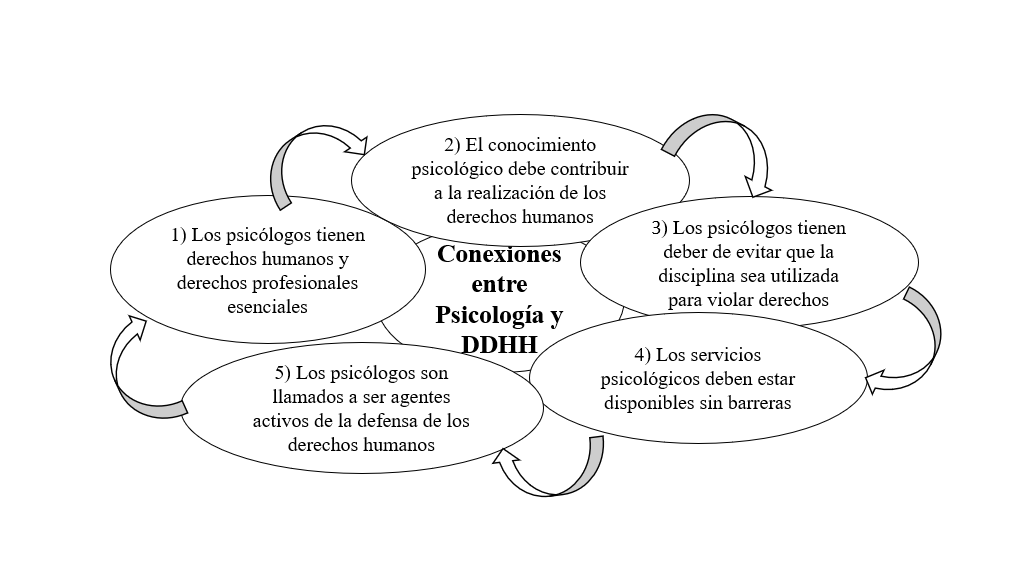 1) Los psicólogos tienen
derechos humanos y
derechos profesionales
esenciales
2) El conocimiento
psicológico debe contribuir
a la realización de los
derechos humanos
3) Los psicólogos tienen
deber de evitar que la
disciplina sea utilizada
para violar derechos
4) Los servicios
psicológicos deben estar
disponibles sin barreras
5) Los psicólogos son
llamados a ser agentes
activos de la defensa de los
derechos humanos
Conexiones
entre
Psicología y
DDHH